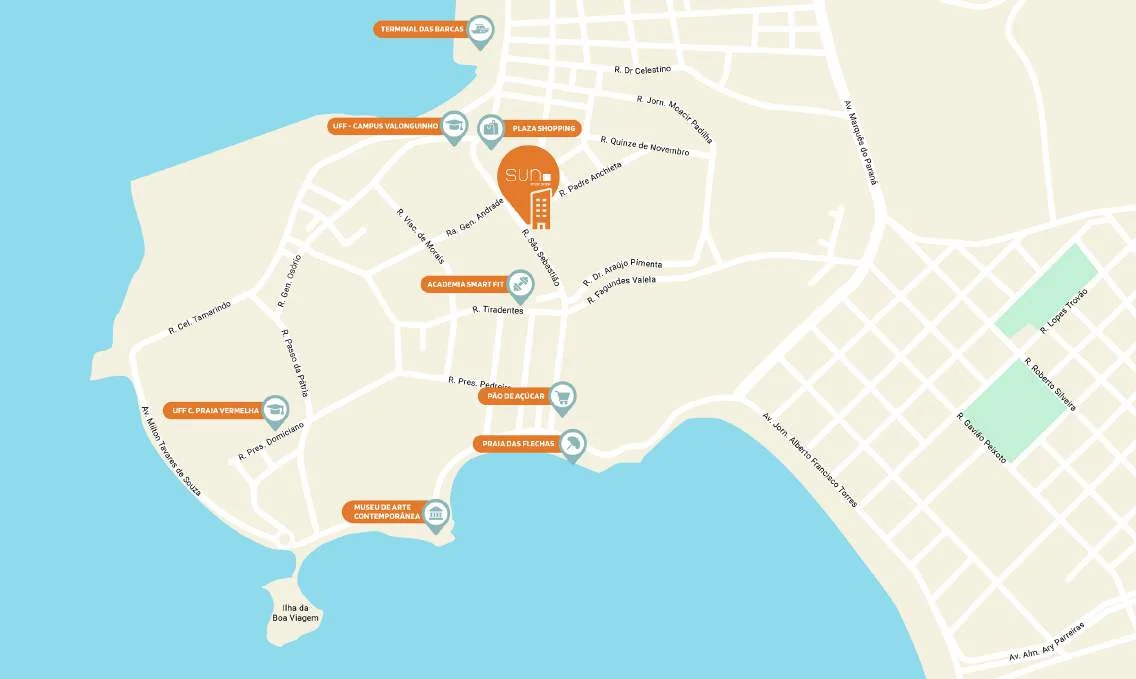 TERMINAL DAS BARCAS
R. Dr Celestino
Av. Marquês do Paraná
R. Jorn. Moacir Padilha
UFF - CAMPUS VALONGUINHO
PLAZA SHOPPING
R. Quinze de Novembro
sun
R. Padre Anchieta
Ra. Gen. Andrade
R. Visc. de Morais
R. São Sebastião
R. Gen. Osório
R. Dr. Araújo Pimenta
R. Fagundes Valela
ACADEMIA SMART FIT
R. Tiradentes
R. Cel. Tamarindo
R. Lopes Trovão
R. Passo da Pátria
R. Roberto Silveira
R. Pres. Pedreira
PÃO DE AÇÚCAR
UFF C. PRAIA VERMELHA
R. Gavião Peixoto
Av. Milton Tavares de Souza
R. Pres. Domiciano
PRAIA DAS FLECHAS
Av. Jorn. Alberto Francisco Torres
MUSEU DE ARTE
CONTEMPORÂNEA
Ilha da
Boa Viagem
Av. Alm. Ary Parreiras